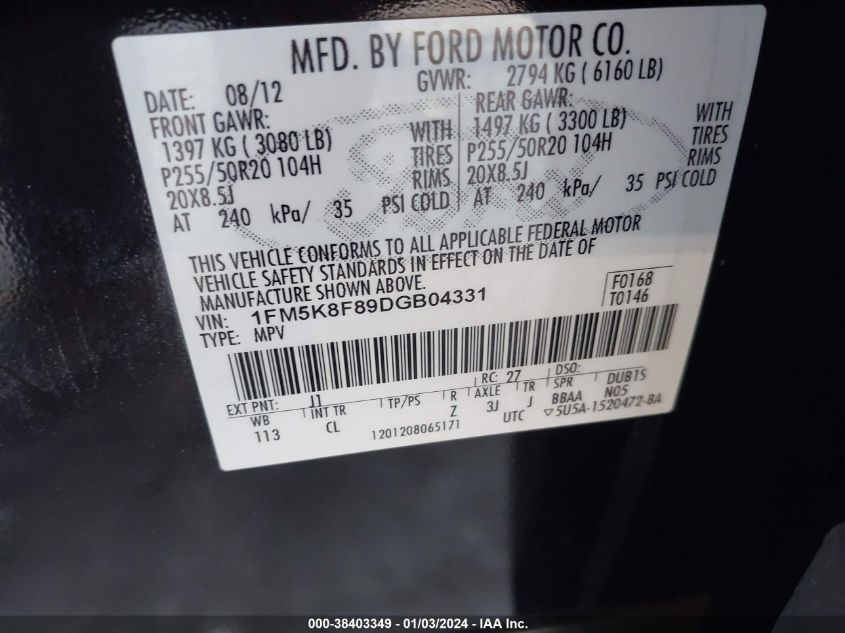 MFD. BY FORD MOTOR CO.
DATE: 08/12
GVWR: 2794 KG ( 6160 LB)
FRONT GAWR:
1397 KG ( 3080 LB) WITH
P255/50R20 104H TIRES
20X8.5J RIMS
AT 240 kPa/ 35 PSI COLD
REAR GAWR:
1497 KG ( 3300 LB) WITH
P255/50R20 104H TIRES
20X8.5J RIMS
AT 240 kPa/ 35 PSI COLD
THIS VEHICLE CONFORMS TO ALL APPLICABLE FEDERAL MOTOR
VEHICLE SAFETY STANDARDS IN EFFECT ON THE DATE OF
MANUFACTURE SHOWN ABOVE.
VIN: 1FM5K8F89DGB04331
TYPE: MPV
F0168
T0146
EXT PNT: J1 RC: 27 DSO:
WB INT TR TP/PS R AXLE TR SPR DUB1S
113 CL Z 3J J BBAA N05
1201208065171 UTC ▽5U5A-1520472-BA
000-38403349 - 01/03/2024 - IAA Inc.